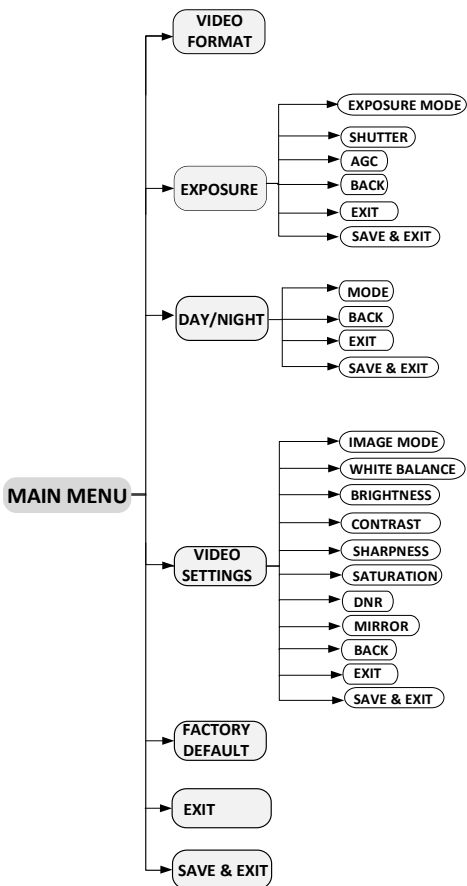 VIDEO
FORMAT
EXPOSURE MODE
SHUTTER
AGC
EXPOSURE
BACK
EXIT
SAVE & EXIT
MODE
DAY/NIGHT
BACK
EXIT
SAVE & EXIT
IMAGE MODE
WHITE BALANCE
MAIN MENU
BRIGHTNESS
CONTRAST
SHARPNESS
VIDEO
SETTINGS
SATURATION
DNR
MIRROR
BACK
EXIT
SAVE & EXIT
FACTORY
DEFAULT
EXIT
SAVE & EXIT